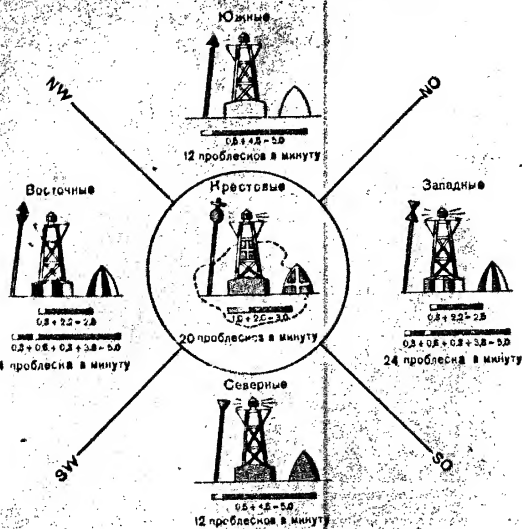 Южные
0,5+4,5=5,0
12 проблесков в минуту
NW
NO
Восточные
Крестовые
Западные
1,0+2,0=3,0
20 проблесков в минуту
0,3+2,2=2,5
0,3+2,2=2,5
0,3+0,6+0,3+3,8=5,0
0,3+0,6+0,3+3,8=5,0
4 проблеска в минуту
24 проблеска в минуту
Северные
SW
SO
0,5+4,5=5,0
12 проблесков в минуту